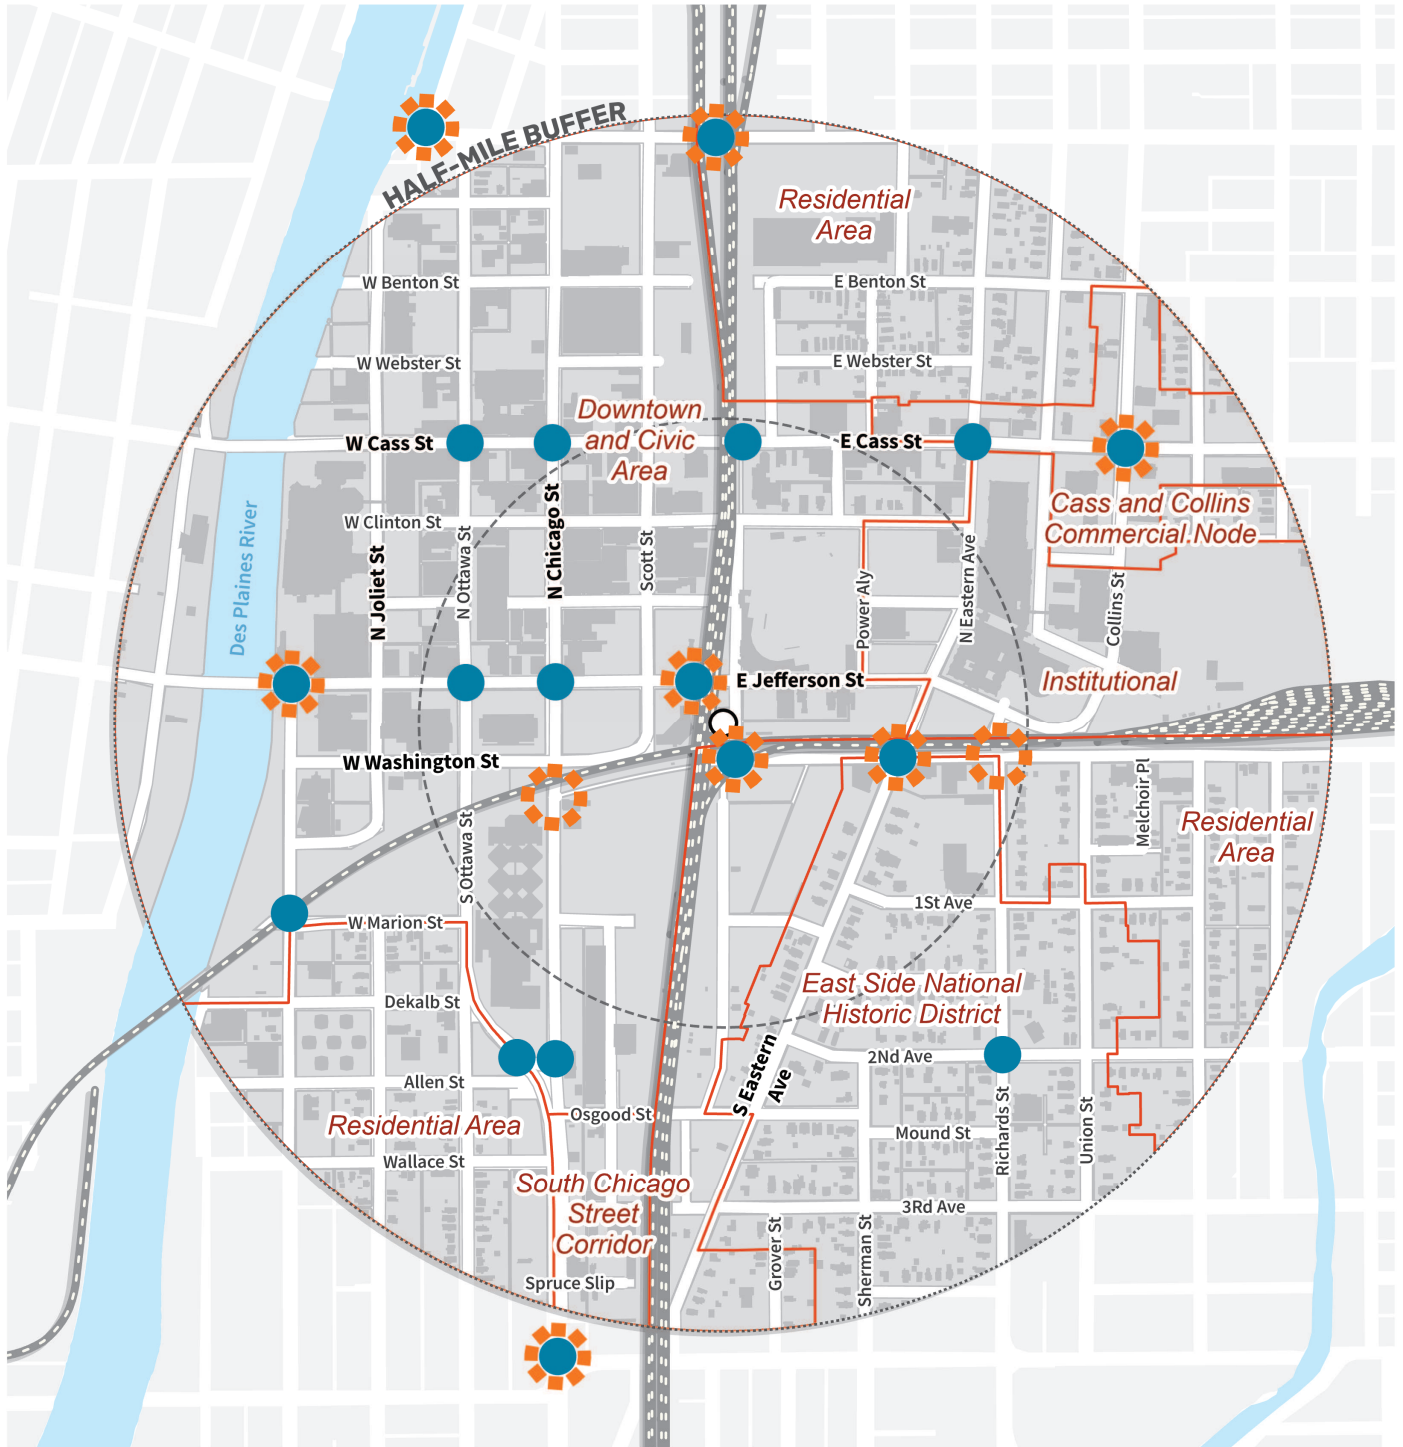 HALF-MILE BUFFER
Residential
Area
W Benton St
E Benton St
W Webster St
E Webster St
Downtown
and Civic
Area
W Cass St
E Cass St
Cass and Collins
Commercial Node
W Clinton St
Des Plaines River
N Joliet St
N Ottawa St
N Chicago St
Scott St
Power Aly
N Eastern Ave
Collins St
E Jefferson St
Institutional
W Washington St
Melchoir Pl
Residential
Area
S Ottawa St
1St Ave
W Marion St
Dekalb St
East Side National
Historic District
2Nd Ave
S Eastern
Ave
Allen St
Osgood St
Residential Area
Mound St
Richards St
Union St
Wallace St
South Chicago
Street
Corridor
3Rd Ave
Grover St
Sherman St
Spruce Slip